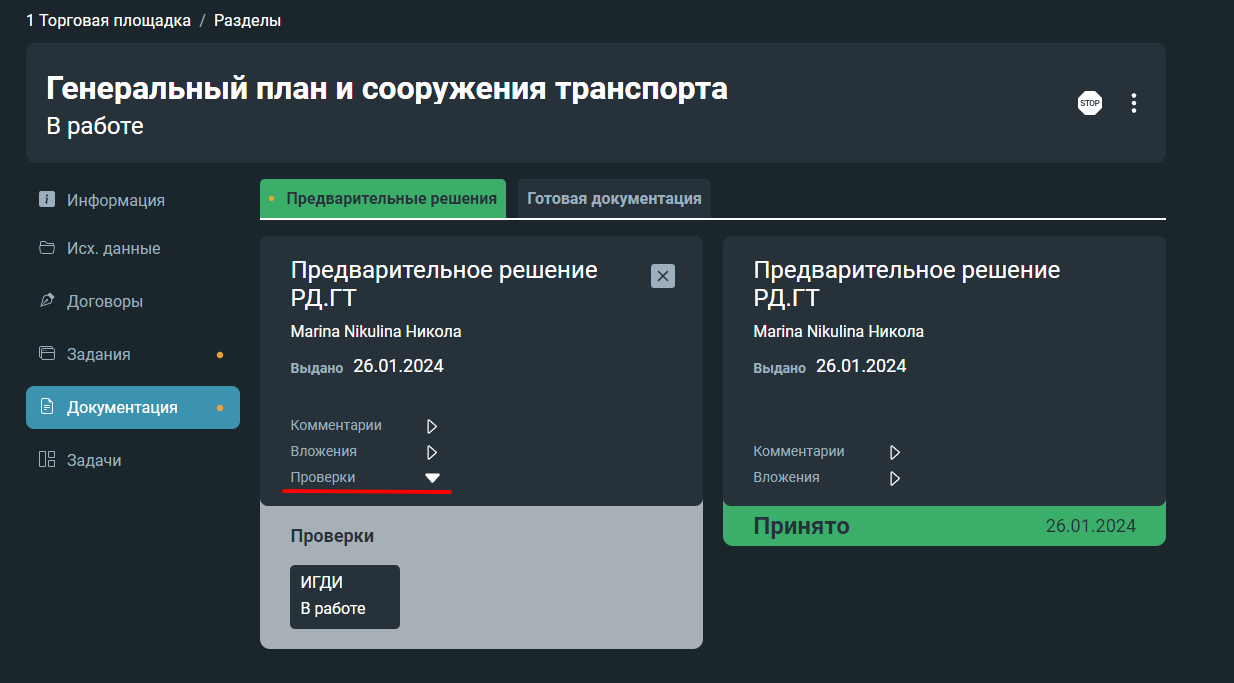 1 Торговая площадка / Разделы
Генеральный план и сооружения транспорта
В работе
STOP
Информация
Исх. данные
Договоры
Задания
Документация
Задачи
Предварительные решения
Готовая документация
Предварительное решение
РД.ГТ
Marina Nikulina Никола
Выдано 26.01.2024
Комментарии
Вложения
Проверки
Проверки
ИГДИ
В работе
Предварительное решение
РД.ГТ
Marina Nikulina Никола
Выдано 26.01.2024
Комментарии
Вложения
Принято 26.01.2024